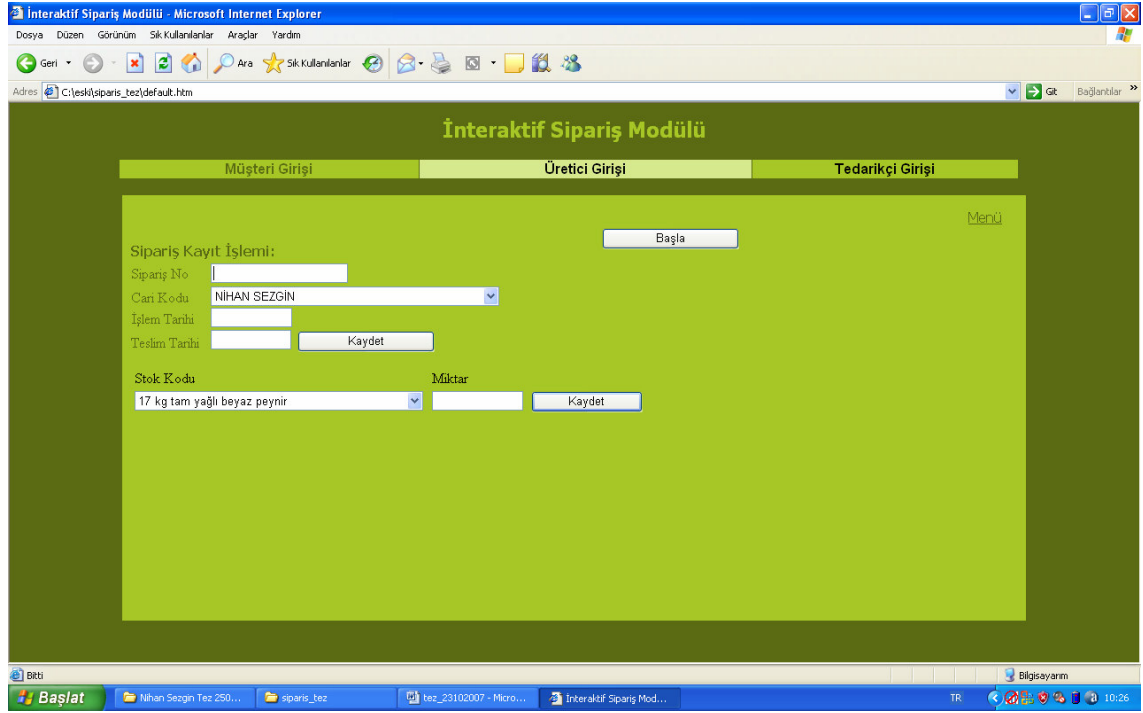 İnteraktif Sipariş Modülü - Microsoft Internet Explorer
Dosya Düzen Görünüm Sık Kullanılanlar Araçlar Yardım
Geri Ara Sık Kullanılanlar
Adres C:\eski\siparis_tez\default.htm Git Bağlantılar »
İnteraktif Sipariş Modülü
Müşteri Girişi Üretici Girişi Tedarikçi Girişi
Menü
Başla
Sipariş Kayıt İşlemi:
Sipariş No
Cari Kodu NİHAN SEZGİN
İşlem Tarihi
Teslim Tarihi Kaydet
Stok Kodu Miktar
17 kg tam yağlı beyaz peynir Kaydet
Bitti Bilgisayarım
Başlat Nihan Sezgin Tez 250... siparis_tez tez_23102007 - Micro... İnteraktif Sipariş Mod... TR 10:26